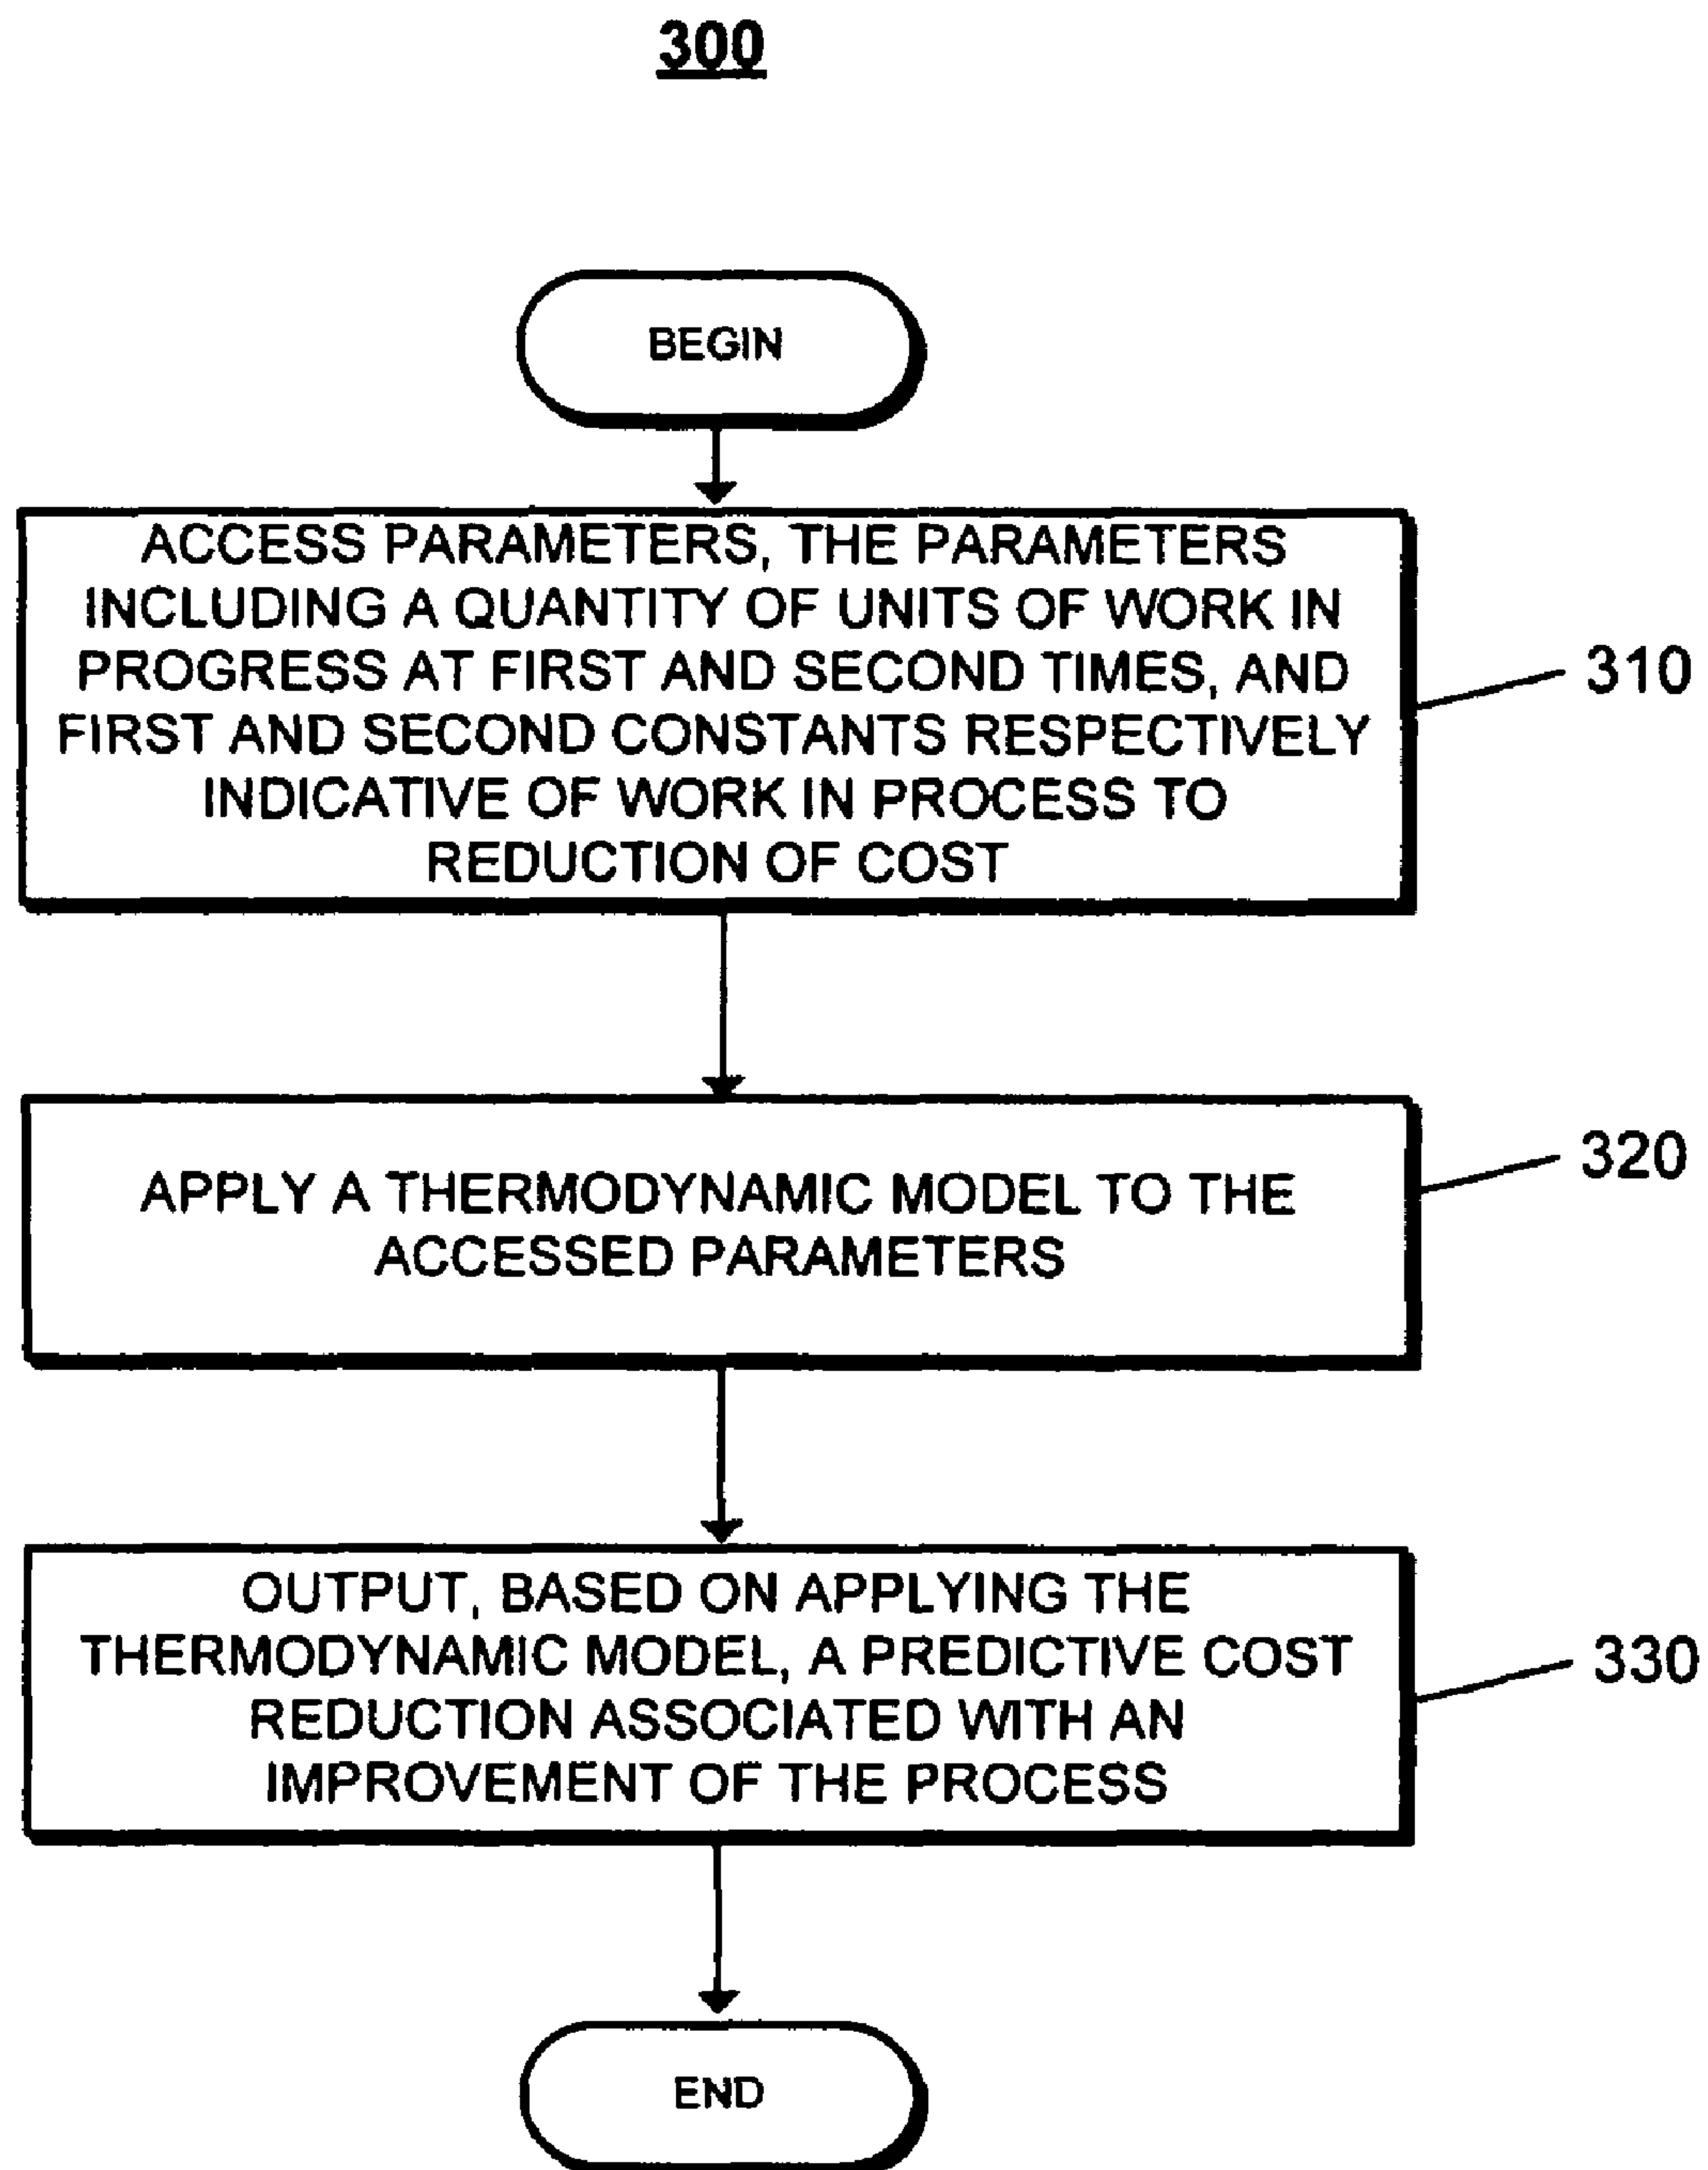 300
BEGIN
ACCESS PARAMETERS, THE PARAMETERS
INCLUDING A QUANTITY OF UNITS OF WORK IN
PROGRESS AT FIRST AND SECOND TIMES, AND
FIRST AND SECOND CONSTANTS RESPECTIVELY
INDICATIVE OF WORK IN PROCESS TO
REDUCTION OF COST
310
APPLY A THERMODYNAMIC MODEL TO THE
ACCESSED PARAMETERS
320
OUTPUT, BASED ON APPLYING THE
THERMODYNAMIC MODEL, A PREDICTIVE COST
REDUCTION ASSOCIATED WITH AN
IMPROVEMENT OF THE PROCESS
330
END